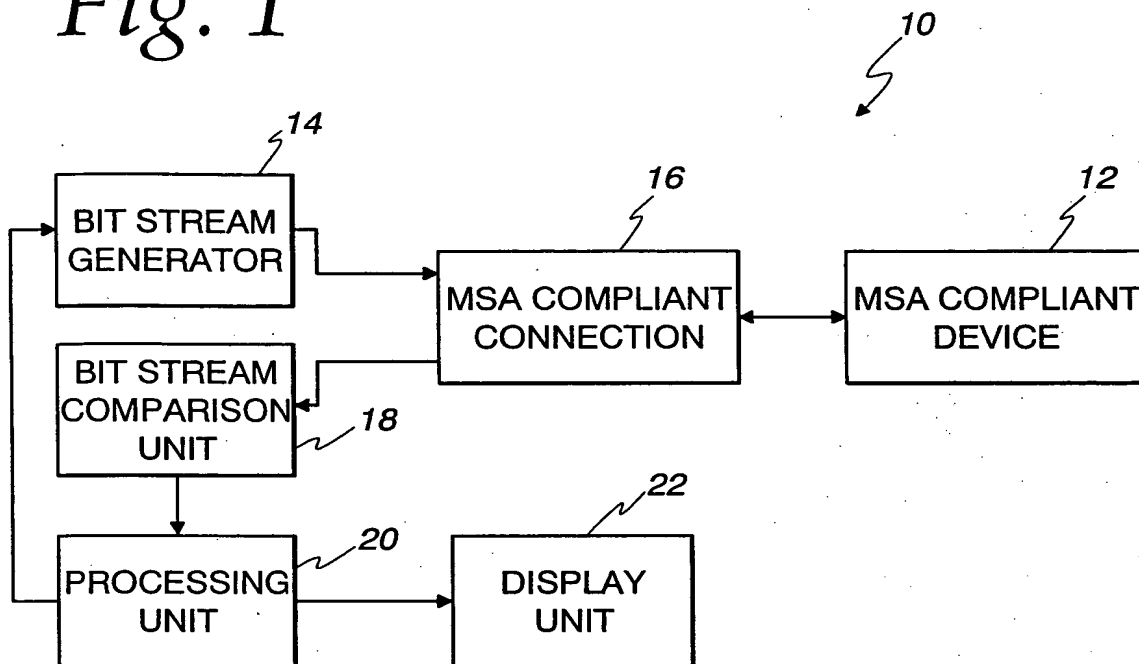 Fig. 1
10
14
BIT STREAM
GENERATOR
16
MSA COMPLIANT
CONNECTION
12
MSA COMPLIANT
DEVICE
BIT STREAM
COMPARISON
UNIT
18
20
PROCESSING
UNIT
22
DISPLAY
UNIT